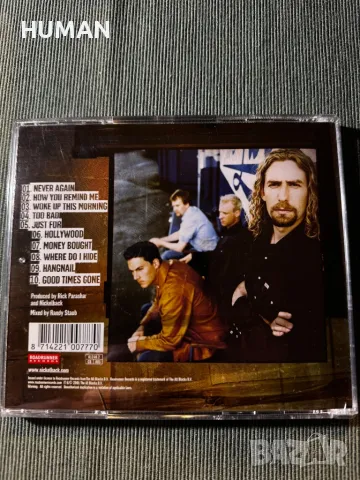 HUMAN
01. NEVER AGAIN
02. HOW YOU REMIND ME
03. WOKE UP THIS MORNING
04. TOO BAD
05. JUST FOR
06. HOLLYWOOD
07. MONEY BOUGHT
08. WHERE DO I HIDE
09. HANGNAIL
10. GOOD TIMES GONE
Produced by Rick Parashar
and Nickelback
Mixed by Randy Staub
8 714221 007770
ROADRUNNER
RECORDS
www.nickelback.com
BAZAR